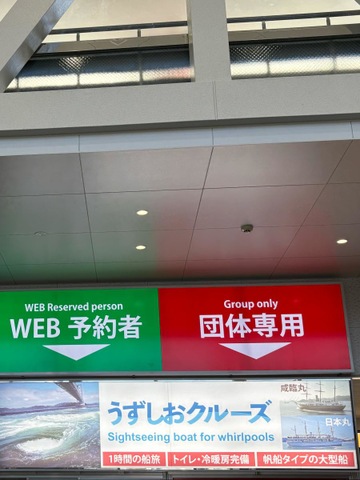 WEB Reserved person
WEB 予約者
Group only
団体専用
うずしおクルーズ
Sightseeing boat for whirlpools
1時間の船旅
トイレ・冷暖房完備
帆船タイプの大型船
咸臨丸
日本丸